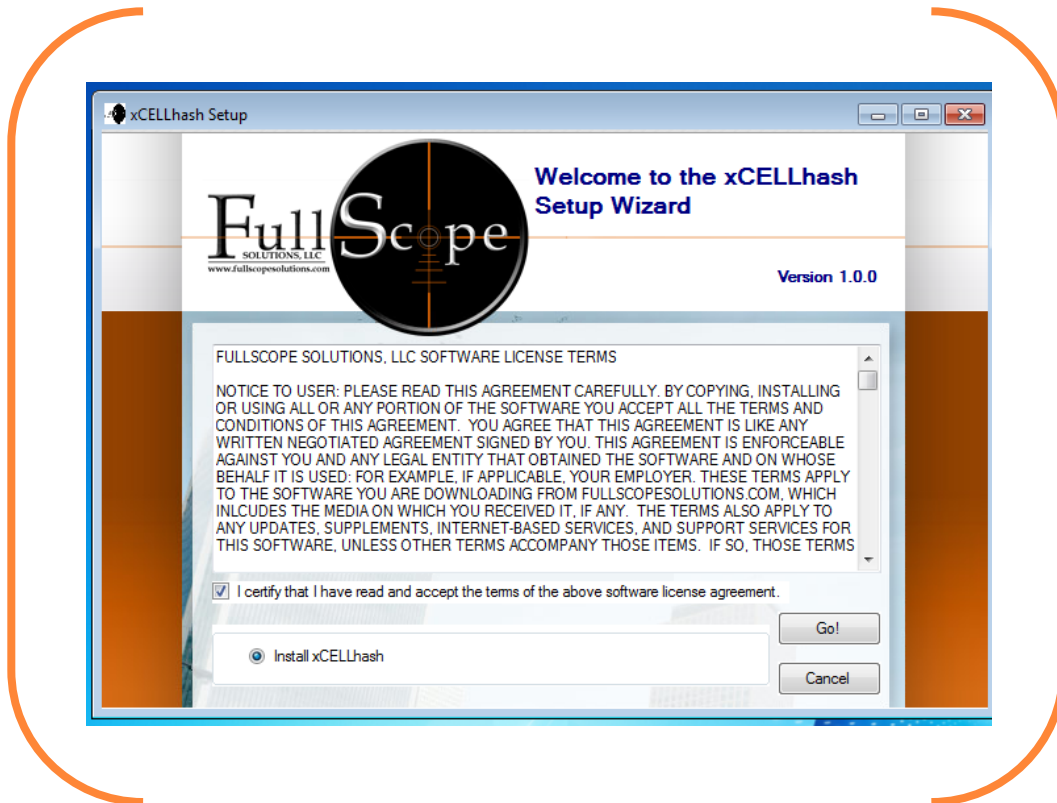 xCELLhash Setup
Full Scope
SOLUTIONS, LLC
www.fullscopesolutions.com
Welcome to the xCELLhash
Setup Wizard
Version 1.0.0
FULLSCOPE SOLUTIONS, LLC SOFTWARE LICENSE TERMS
NOTICE TO USER: PLEASE READ THIS AGREEMENT CAREFULLY. BY COPYING, INSTALLING
OR USING ALL OR ANY PORTION OF THE SOFTWARE YOU ACCEPT ALL THE TERMS AND
CONDITIONS OF THIS AGREEMENT.  YOU AGREE THAT THIS AGREEMENT IS LIKE ANY
WRITTEN NEGOTIATED AGREEMENT SIGNED BY YOU. THIS AGREEMENT IS ENFORCEABLE
AGAINST YOU AND ANY LEGAL ENTITY THAT OBTAINED THE SOFTWARE AND ON WHOSE
BEHALF IT IS USED: FOR EXAMPLE, IF APPLICABLE, YOUR EMPLOYER. THESE TERMS APPLY
TO THE SOFTWARE YOU ARE DOWNLOADING FROM FULLSCOPESOLUTIONS.COM, WHICH
INLCUDES THE MEDIA ON WHICH YOU RECEIVED IT, IF ANY.  THE TERMS ALSO APPLY TO
ANY UPDATES, SUPPLEMENTS, INTERNET-BASED SERVICES, AND SUPPORT SERVICES FOR
THIS SOFTWARE, UNLESS OTHER TERMS ACCOMPANY THOSE ITEMS.  IF SO, THOSE TERMS
I certify that I have read and accept the terms of the above software license agreement.
Go!
Install xCELLhash
Cancel